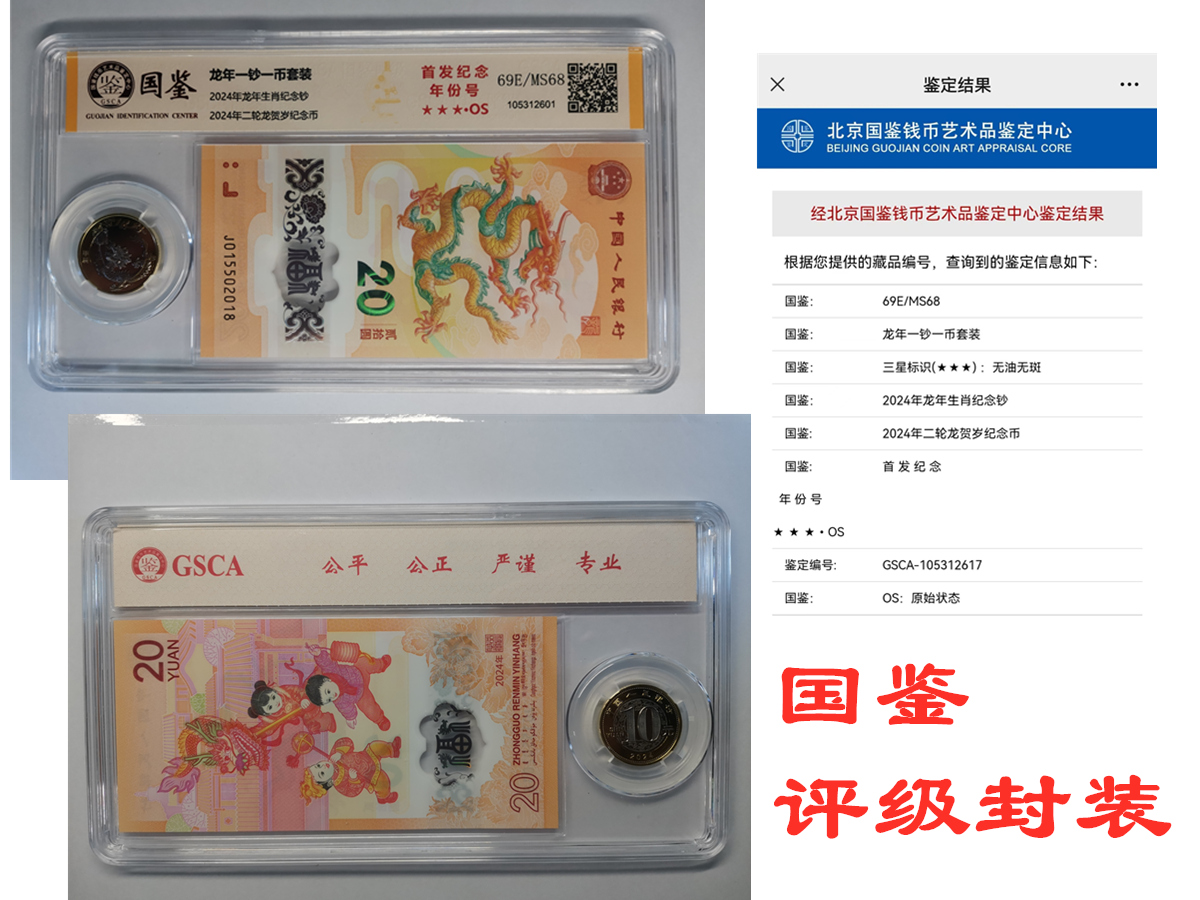 国鉴
GSCA
GUOJIAN IDENTIFICATION CENTER
龙年一钞一币套装
2024年龙年生肖纪念钞
2024年二轮龙贺岁纪念币
首发纪念
年份号
★★★•OS
69E/MS68
105312601
J015502018
20
贰拾圆
中国人民银行
GSCA
公平 公正 严谨 专业
20
YUAN
2024年
ZHONGGUO RENMIN YINHANG
20
10
鉴定结果
北京国鉴钱币艺术品鉴定中心
BEIJING GUOJIAN COIN ART APPRAISAL CORE
经北京国鉴钱币艺术品鉴定中心鉴定结果
根据您提供的藏品编号，查询到的鉴定信息如下：
国鉴: 69E/MS68
国鉴: 龙年一钞一币套装
国鉴: 三星标识(★★★)：无油无斑
国鉴: 2024年龙年生肖纪念钞
国鉴: 2024年二轮龙贺岁纪念币
国鉴: 首 发 纪 念
年 份 号
★ ★ ★ • OS
鉴定编号: GSCA-105312617
国鉴: OS：原始状态
国鉴
评级封装